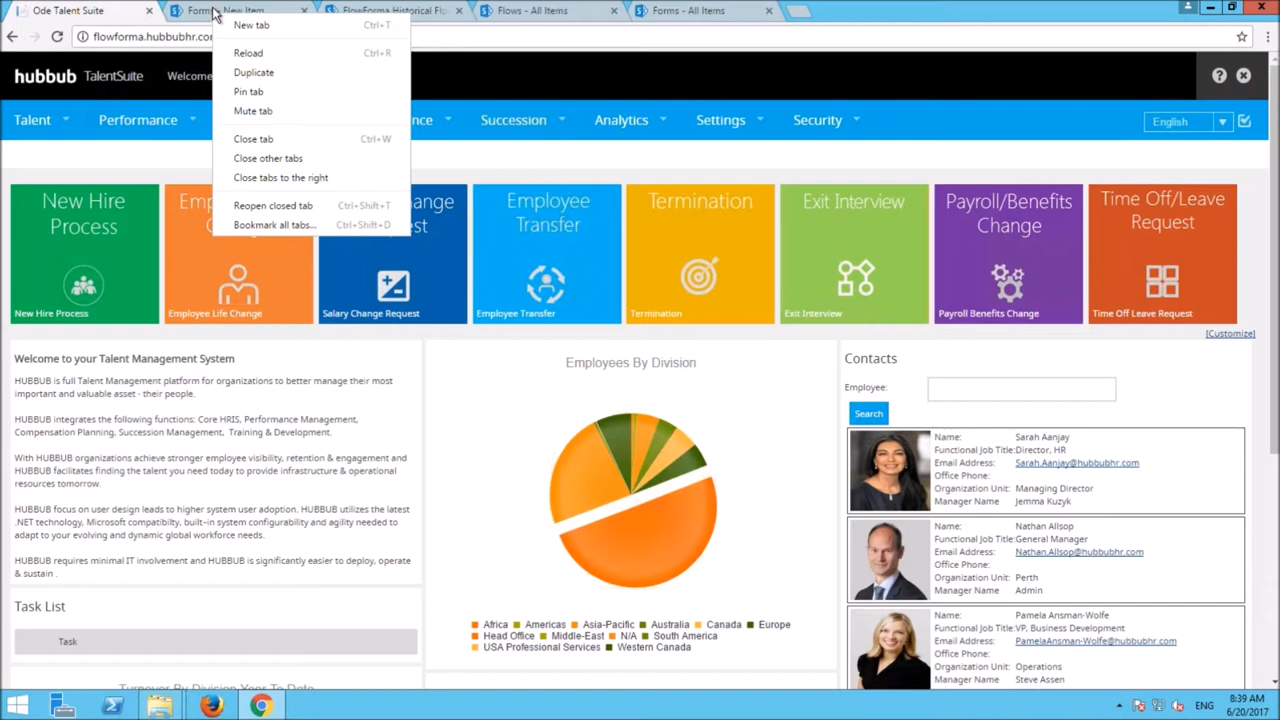 Ode Talent Suite
Forms - New Item
FlowForma Historical Fl
Flows - All Items
Forms - All Items
flowforma.hubbubhr.con
New tab Ctrl+T
Reload Ctrl+R
Duplicate
Pin tab
Mute tab
Close tab Ctrl+W
Close other tabs
Close tabs to the right
Reopen closed tab Ctrl+Shift+T
Bookmark all tabs... Ctrl+Shift+D
hubbub TalentSuite Welcome
Talent Performance nce Succession Analytics Settings Security English
New Hire
Process
New Hire Process
Employee Life Change
Salary Change Request
Employee
Transfer
Employee Transfer
Termination
Termination
Exit Interview
Exit Interview
Payroll/Benefits
Change
Payroll Benefits Change
Time Off/Leave
Request
Time Off Leave Request
[Customize]
Welcome to your Talent Management System
HUBBUB is full Talent Management platform for organizations to better manage their most
important and valuable asset - their people.
HUBBUB integrates the following functions: Core HRIS, Performance Management,
Compensation Planning, Succession Management, Training & Development.
With HUBBUB organizations achieve stronger employee visibility, retention & engagement and
HUBBUB facilitates finding the talent you need today to provide infrastructure & operational
resources tomorrow.
HUBBUB focus on user design leads to higher system user adoption. HUBBUB utilizes the latest
.NET technology, Microsoft compatibilty, built-in system configurability and agility needed to
adapt to your evolving and dynamic global workforce needs.
HUBBUB requires minimal IT involvement and HUBBUB is significantly easier to deploy, operate
& sustain .
Task List
Task
Turnover By Division Year To Date
Employees By Division
Africa Americas Asia-Pacific Australia Canada Europe
Head Office Middle-East N/A South America
USA Professional Services Western Canada
Contacts
Employee:
Search
Name: Sarah Aanjay
Functional Job Title: Director, HR
Email Address: Sarah.Aanjay@hubbubhr.com
Office Phone:
Organization Unit: Managing Director
Manager Name Jemma Kuzyk
Name: Nathan Allsop
Functional Job Title: General Manager
Email Address: Nathan.Allsop@hubbubhr.com
Office Phone:
Organization Unit: Perth
Manager Name Admin
Name: Pamela Ansman-Wolfe
Functional Job Title: VP, Business Development
Email Address: PamelaAnsman-Wolfe@hubbubhr.com
Office Phone:
Organization Unit: Operations
Manager Name Steve Assen
ENG
8:39 AM
6/20/2017